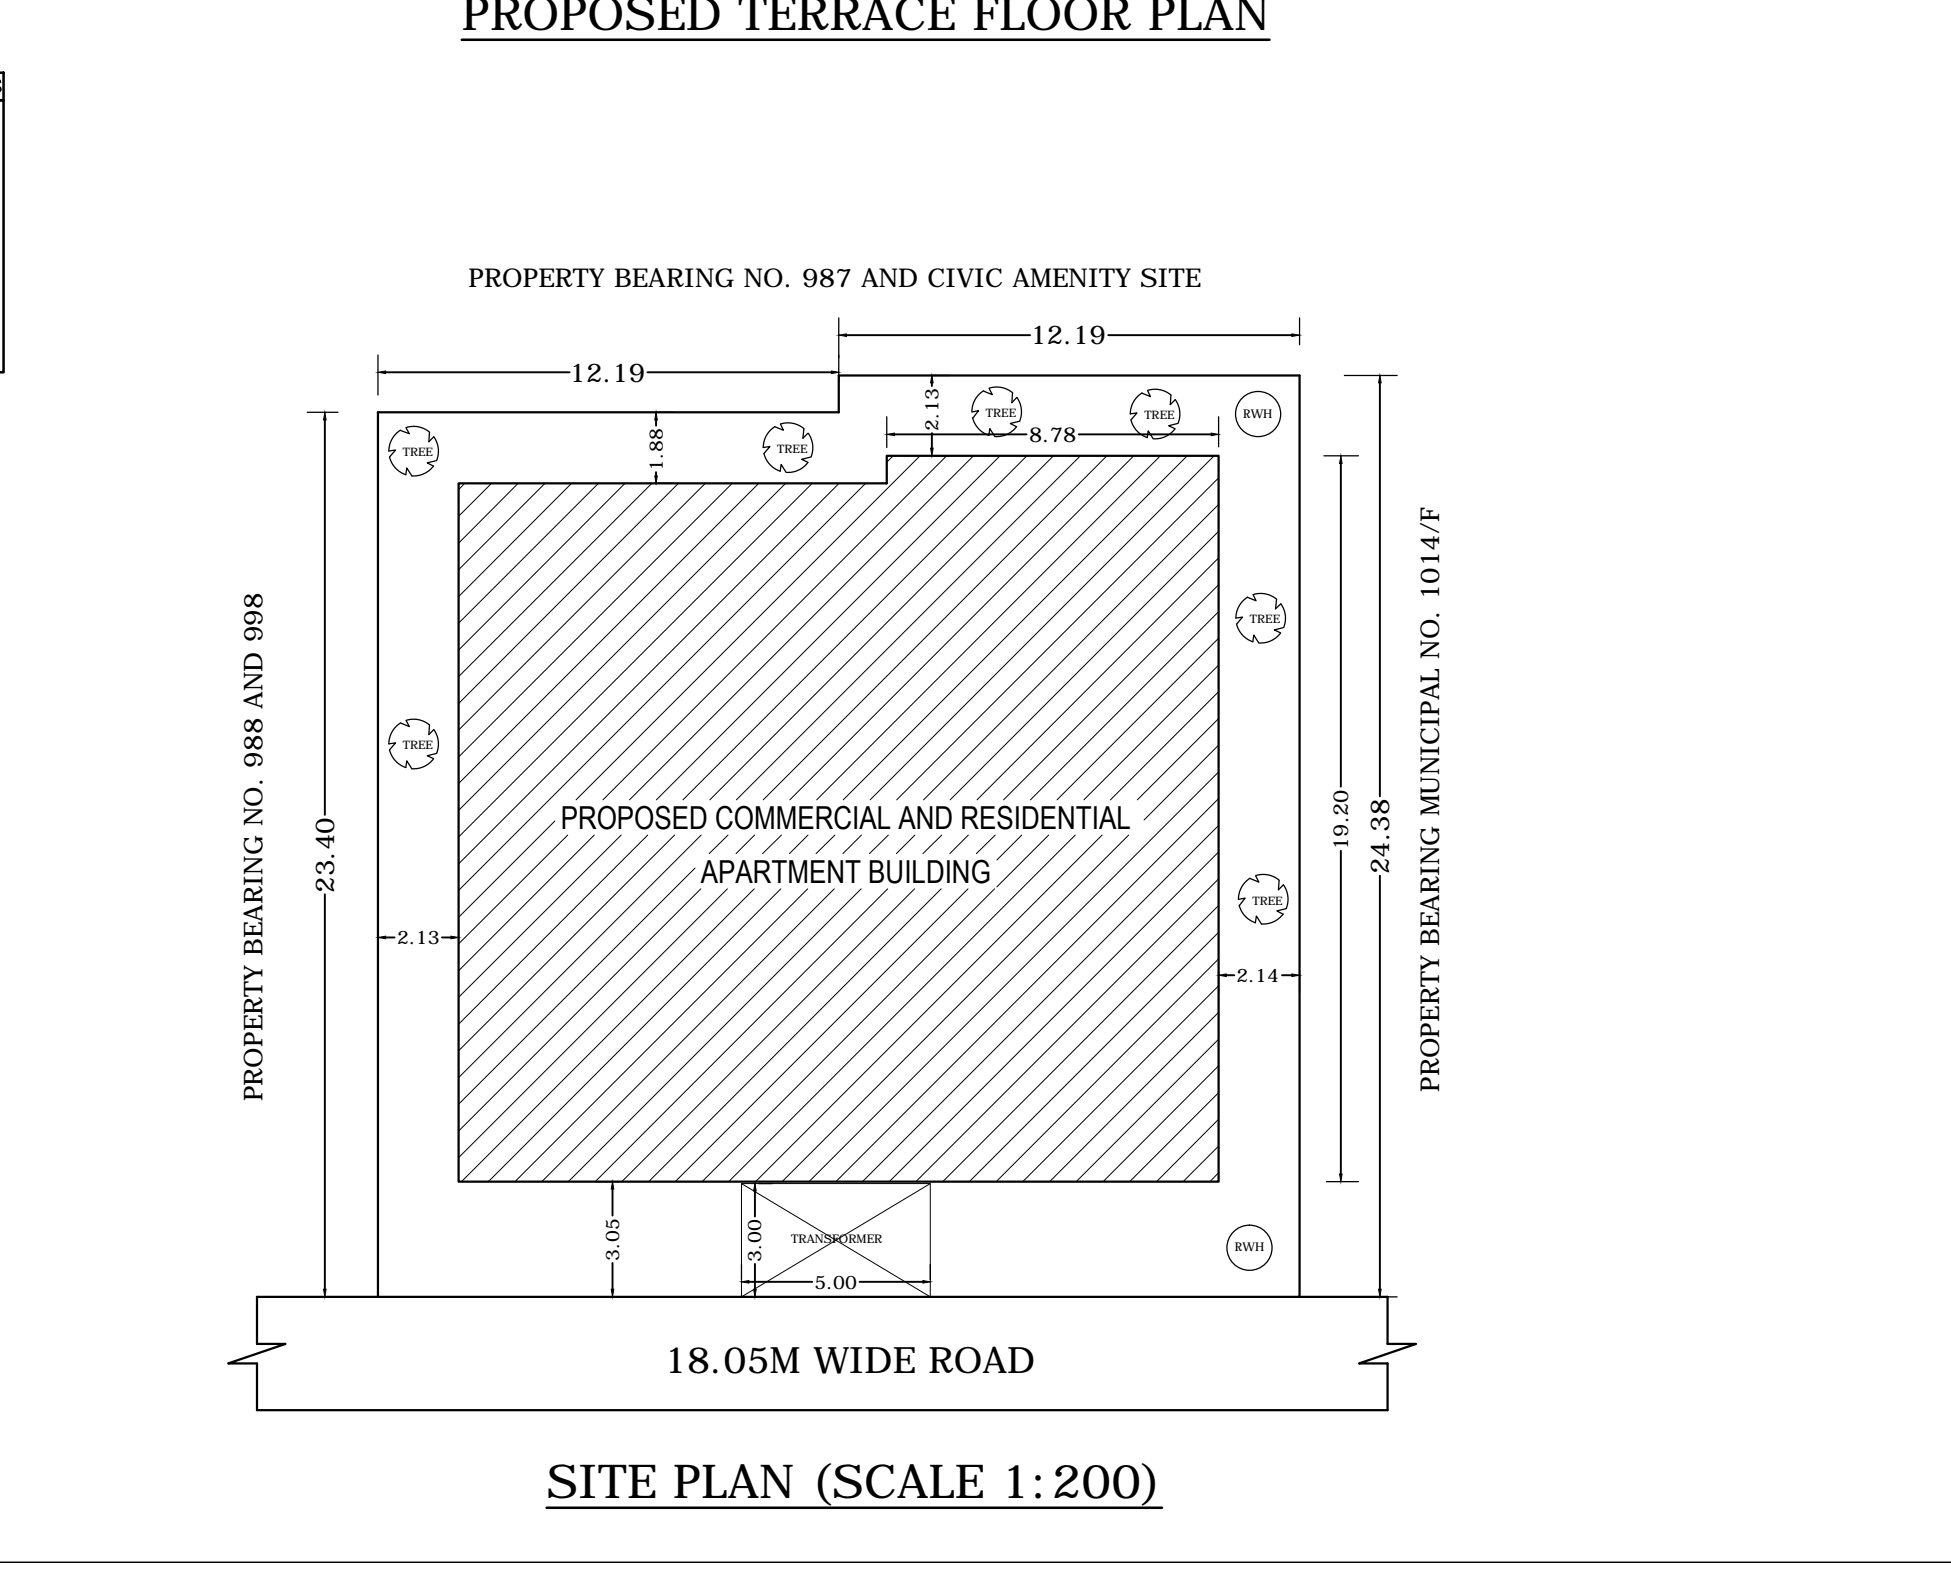 PROPOSED TERRACE FLOOR PLAN
PROPERTY BEARING NO. 987 AND CIVIC AMENITY SITE
12.19
12.19
2.13
TREE
TREE
RWH
8.78
TREE
1.88
TREE
TREE
TREE
TREE
PROPERTY BEARING NO. 988 AND 998
23.40
PROPOSED COMMERCIAL AND RESIDENTIAL
APARTMENT BUILDING
19.20
24.38
PROPERTY BEARING MUNICIPAL NO. 1014/F
2.13
2.14
3.05
3.00
TRANSFORMER
5.00
RWH
18.05M WIDE ROAD
SITE PLAN (SCALE 1:200)